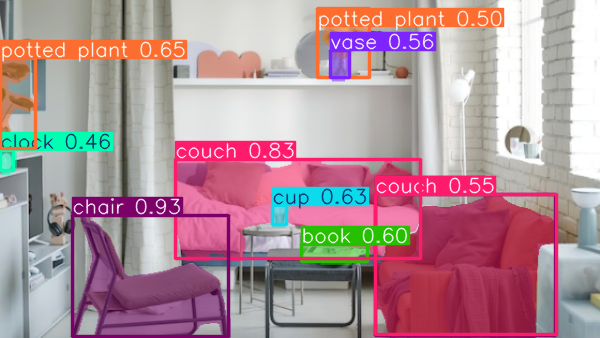 potted plant 0.50
vase 0.56
potted plant 0.65
clock 0.46
couch 0.83
couch 0.55
cup 0.63
chair 0.93
book 0.60